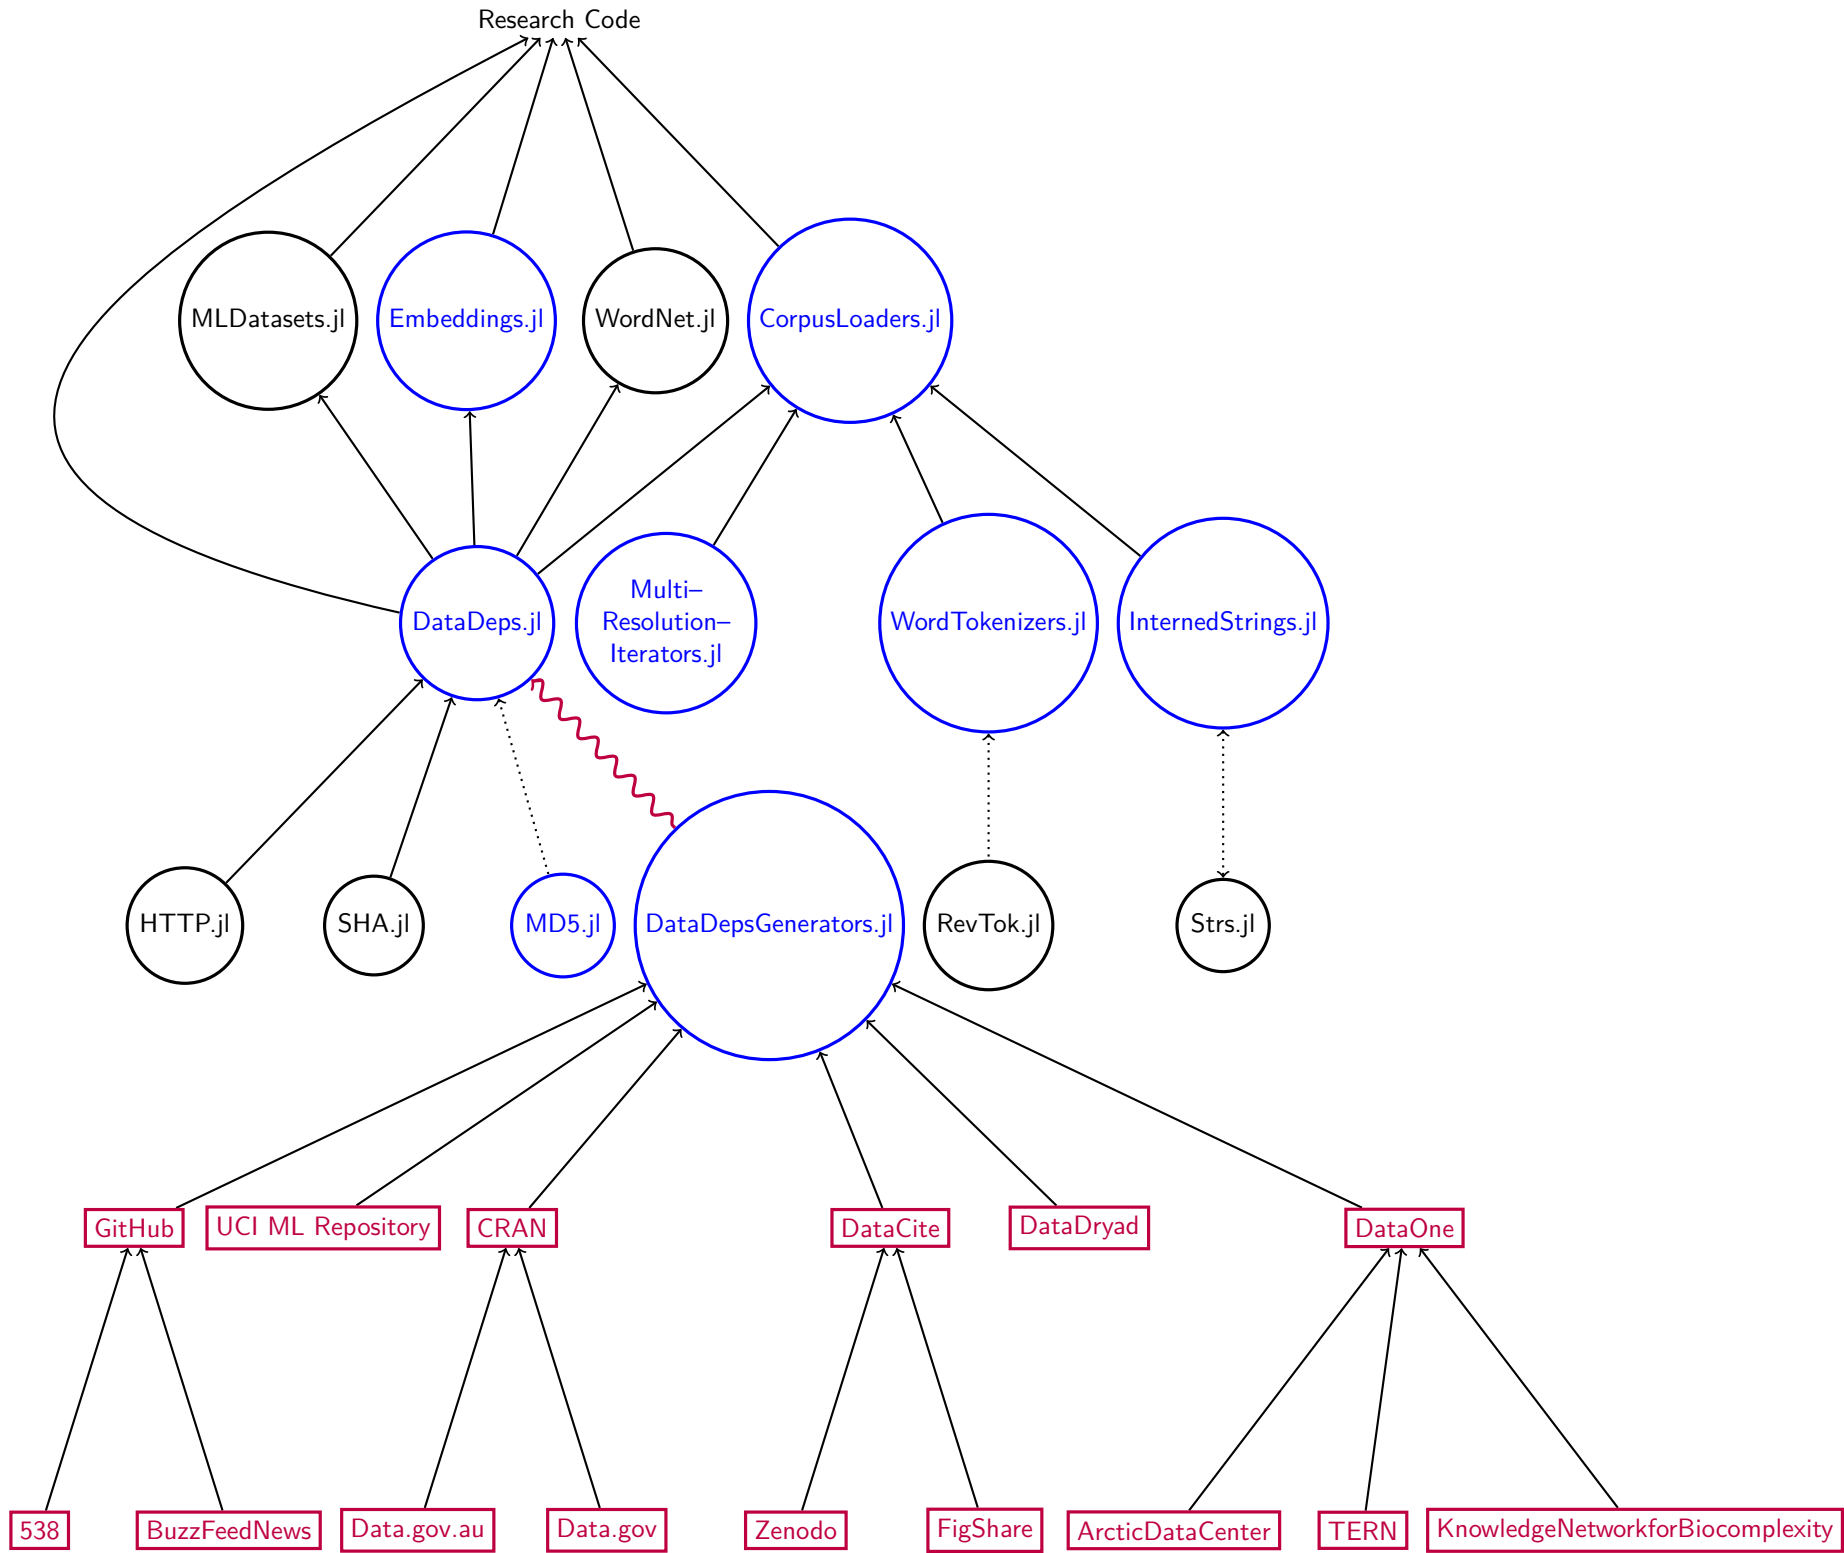 Research Code
MLDatasets.jl
Embeddings.jl
WordNet.jl
CorpusLoaders.jl
DataDeps.jl
Multi–
Resolution–
Iterators.jl
WordTokenizers.jl
InternedStrings.jl
HTTP.jl
SHA.jl
MD5.jl
DataDepsGenerators.jl
RevTok.jl
Strs.jl
GitHub
UCI ML Repository
CRAN
DataCite
DataDryad
DataOne
538
BuzzFeedNews
Data.gov.au
Data.gov
Zenodo
FigShare
ArcticDataCenter
TERN
KnowledgeNetworkforBiocomplexity